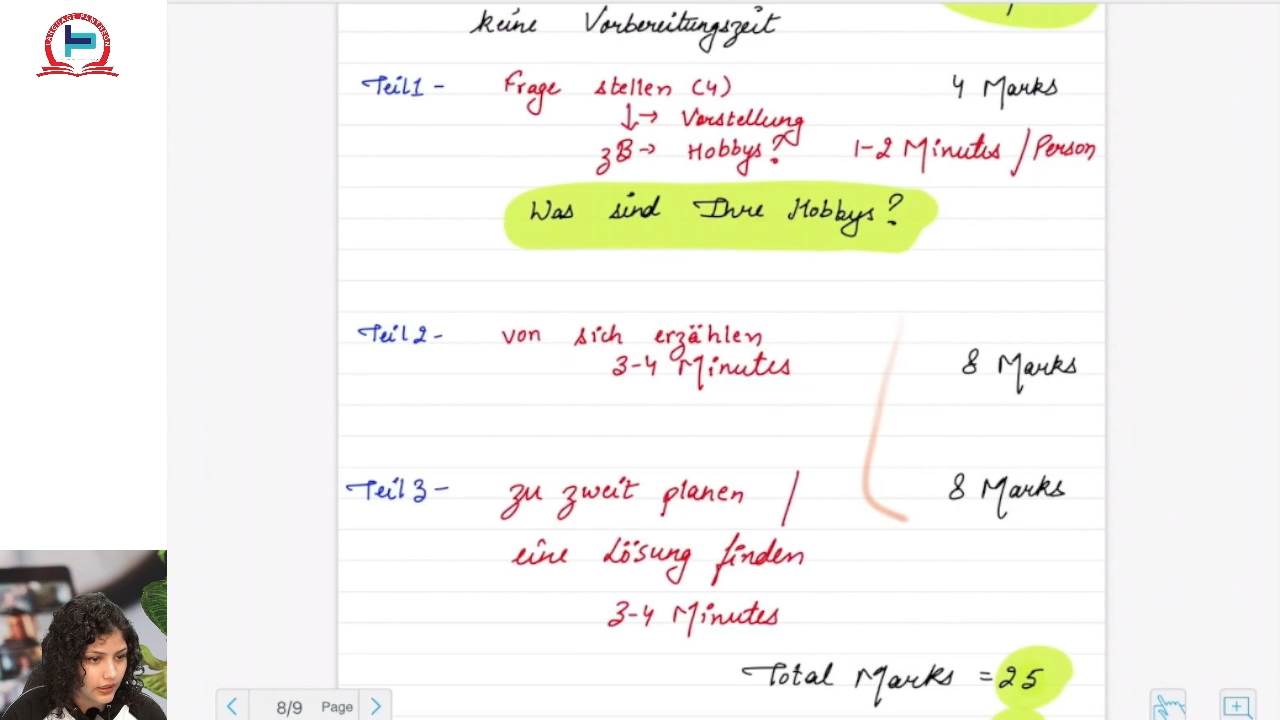 LANGUAGE PANTHEON
keine Vorbereitungszeit
Teil 1 - Frage stellen (4) 4 Marks
↓→ Vorstellung
zB → Hobbys? 1-2 Minutes / Person
Was sind Ihre Hobbys?
Teil 2 - von sich erzählen
3-4 Minutes 8 Marks
Teil 3 - zu zweit planen / 8 Marks
eine Lösung finden
3-4 Minutes
Total Marks = 25
8/9 Page